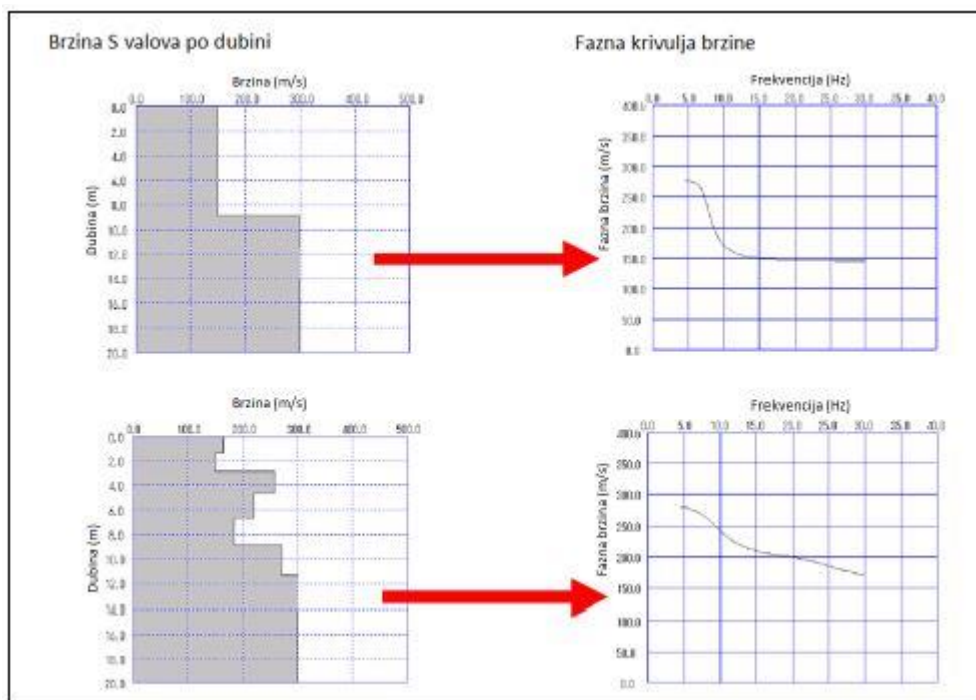 Brzina S valova po dubini
Fazna krivulja brzine
Brzina (m/s)
0.0 100.0 200.0 300.0 400.0 500.0
Dubina (m)
0.0
2.0
4.0
6.0
8.0
10.0
12.0
14.0
16.0
18.0
20.0
Frekvencija (Hz)
0.0 5.0 10.0 15.0 20.0 25.0 30.0 35.0 40.0
Fazna brzina (m/s)
400.0
350.0
300.0
250.0
200.0
150.0
100.0
50.0
0.0
Brzina (m/s)
0.0 100.0 200.0 300.0 400.0 500.0
Dubina (m)
0.0
2.0
4.0
6.0
8.0
10.0
12.0
14.0
16.0
18.0
20.0
Frekvencija (Hz)
0.0 5.0 10.0 15.0 20.0 25.0 30.0 35.0 40.0
Fazna brzina (m/s)
400.0
350.0
300.0
250.0
200.0
150.0
100.0
50.0
0.0